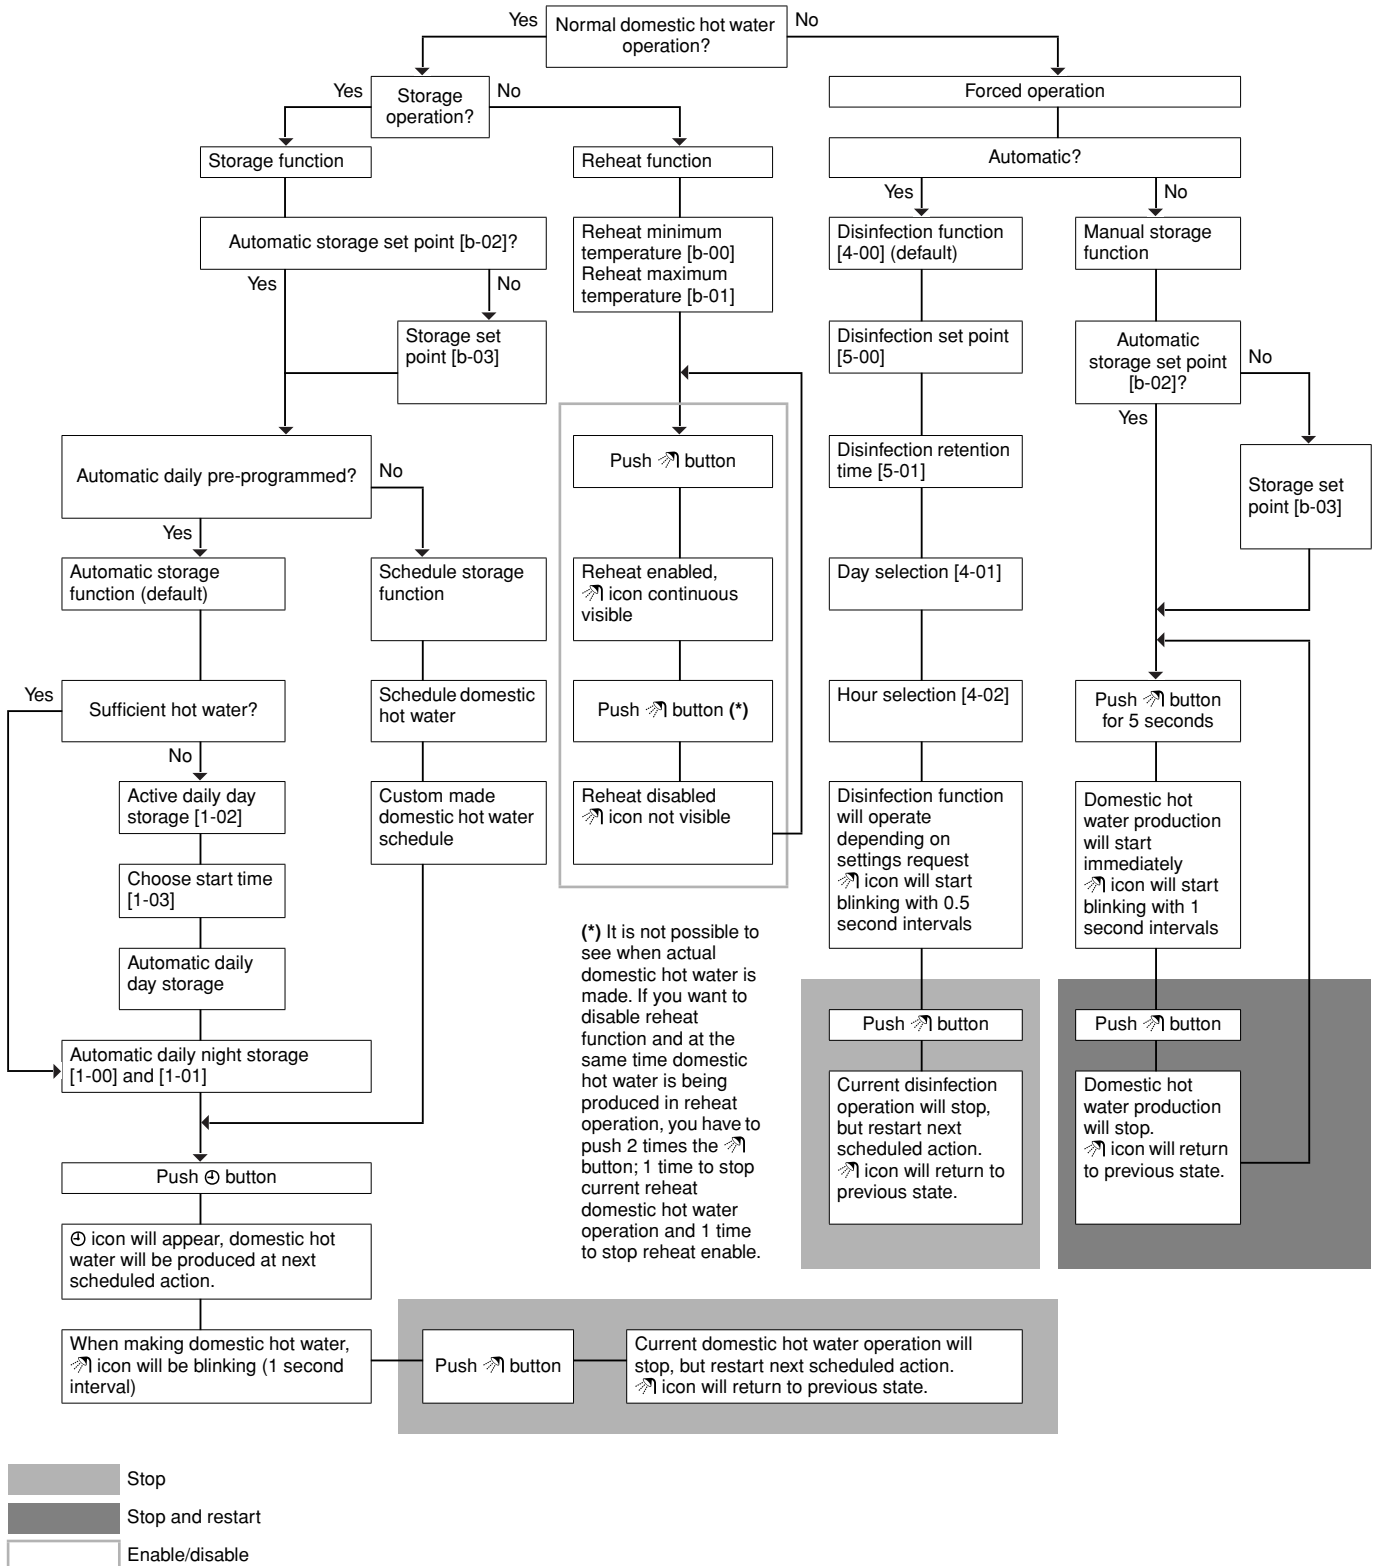 Yes
Normal domestic hot water
operation?
No
Yes
Storage
operation?
No
Forced operation
Storage function
Reheat function
Automatic?
Yes
No
Automatic storage set point [b-02]?
Yes
No
Storage set
point [b-03]
Reheat minimum
temperature [b-00]
Reheat maximum
temperature [b-01]
Disinfection function
[4-00] (default)
Manual storage
function
Disinfection set point
[5-00]
Automatic
storage set point
[b-02]?
No
Yes
Storage set
point [b-03]
Automatic daily pre-programmed?
No
Yes
Push button
Disinfection retention
time [5-01]
Automatic storage
function (default)
Schedule storage
function
Reheat enabled,
icon continuous
visible
Day selection [4-01]
Yes
Sufficient hot water?
No
Schedule domestic
hot water
Push button (*)
Hour selection [4-02]
Push button
for 5 seconds
Active daily day
storage [1-02]
Custom made
domestic hot water
schedule
Reheat disabled
icon not visible
Disinfection function
will operate
depending on
settings request
icon will start
blinking with 0.5
second intervals
Domestic hot
water production
will start
immediately
icon will start
blinking with 1
second intervals
Choose start time
[1-03]
Automatic daily
day storage
Automatic daily night storage
[1-00] and [1-01]
(*) It is not possible to
see when actual
domestic hot water is
made. If you want to
disable reheat
function and at the
same time domestic
hot water is being
produced in reheat
operation, you have to
push 2 times the
button; 1 time to stop
current reheat
domestic hot water
operation and 1 time
to stop reheat enable.
Push button
Current disinfection
operation will stop,
but restart next
scheduled action.
icon will return to
previous state.
Push button
Domestic hot
water production
will stop.
icon will return
to previous state.
Push button
icon will appear, domestic hot
water will be produced at next
scheduled action.
When making domestic hot water,
icon will be blinking (1 second
interval)
Push button
Current domestic hot water operation will
stop, but restart next scheduled action.
icon will return to previous state.
Stop
Stop and restart
Enable/disable